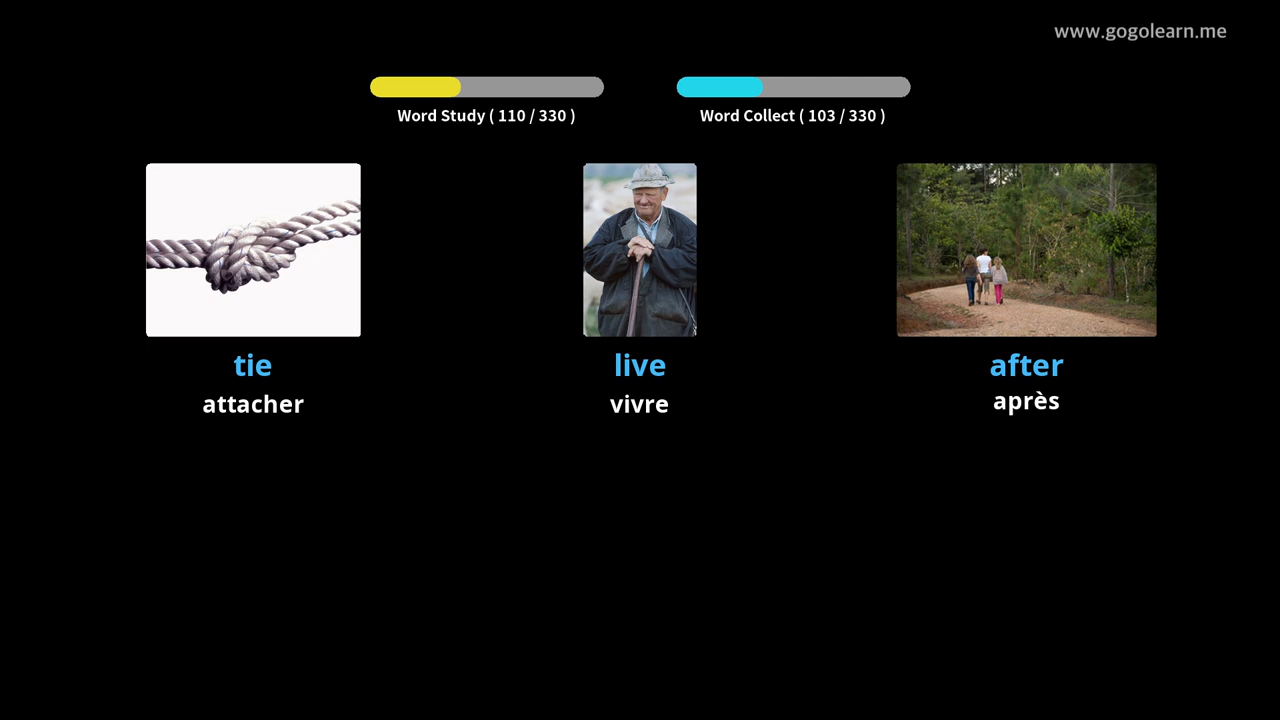 www.gogolearn.me
Word Study ( 110 / 330 )
Word Collect ( 103 / 330 )
tie
attacher
live
vivre
after
après